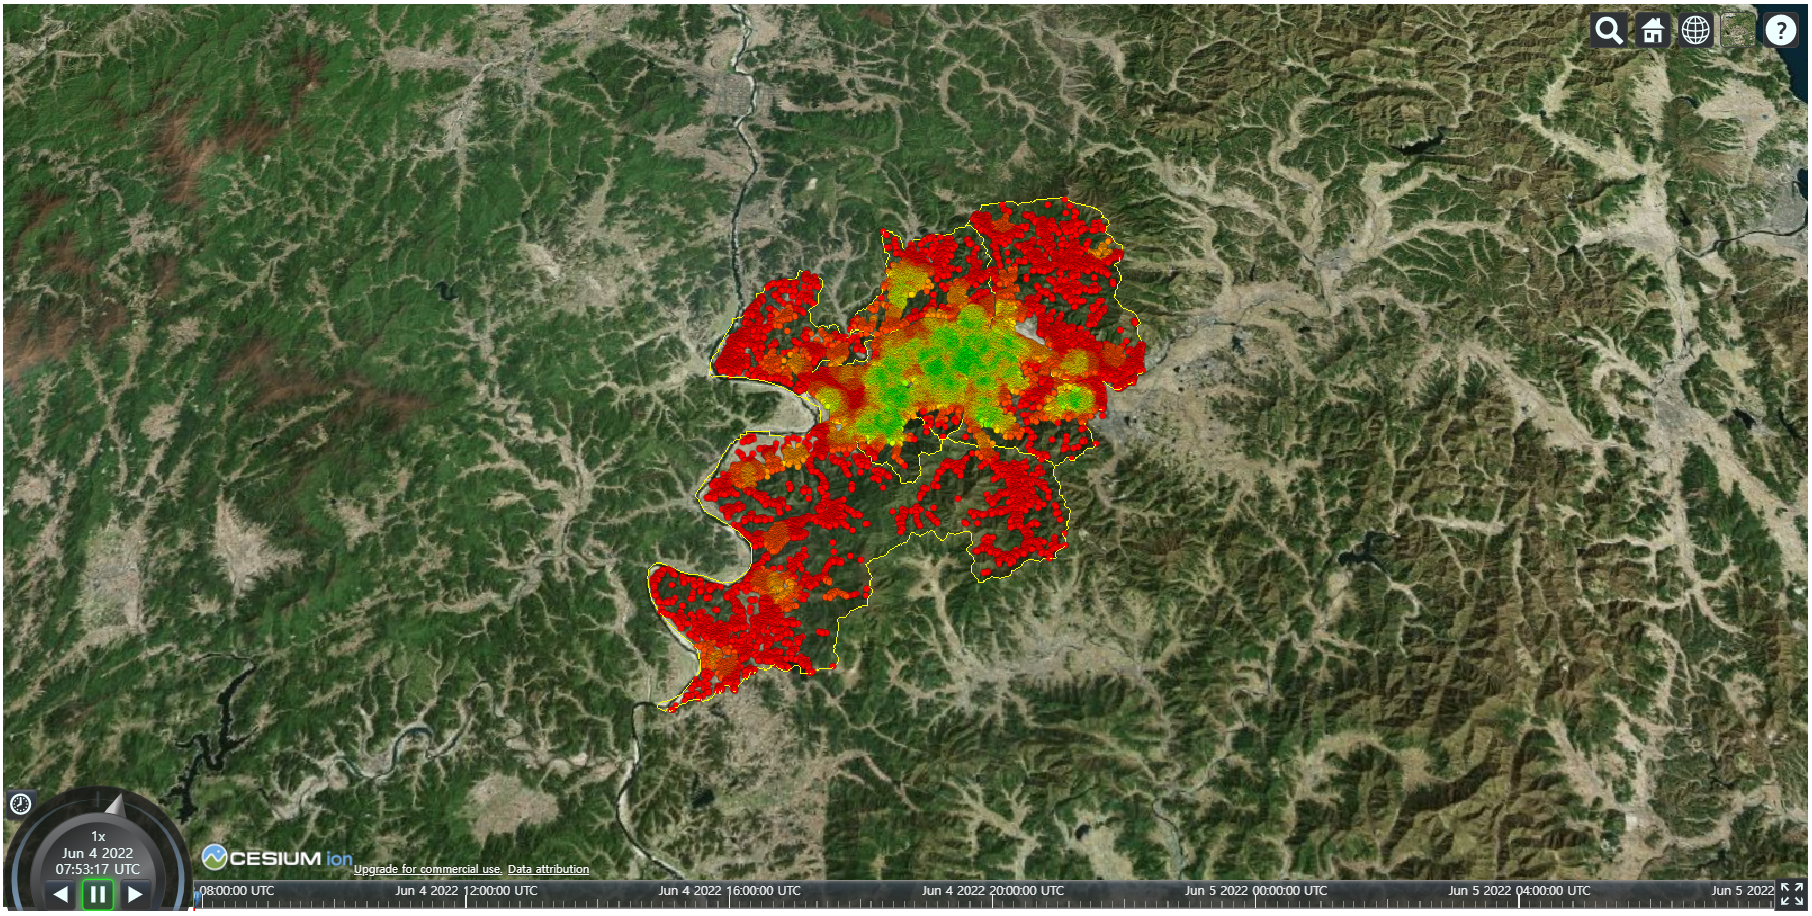 ?
1x
Jun 4 2022
07:53:17 UTC
CESIUM ion
Upgrade for commercial use. Data attribution
08:00:00 UTC Jun 4 2022 12:00:00 UTC Jun 4 2022 16:00:00 UTC Jun 4 2022 20:00:00 UTC Jun 5 2022 00:00:00 UTC Jun 5 2022 04:00:00 UTC Jun 5 2022